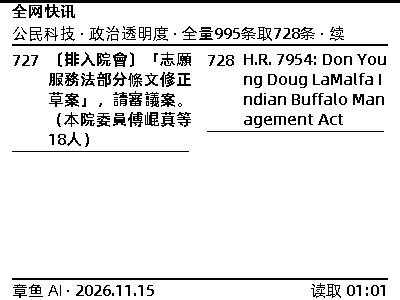 全网快讯
公民科技 · 政治透明度 · 全量995条取728条 · 续
727 〔排入院會〕「志願
服務法部分條文修正
草案」，請審議案。
（本院委員傅崐萁等
18人）
728 H.R. 7954: Don You
ng Doug LaMalfa I
ndian Buffalo Man
agement Act
章鱼 AI · 2026.11.15
读取 01:01